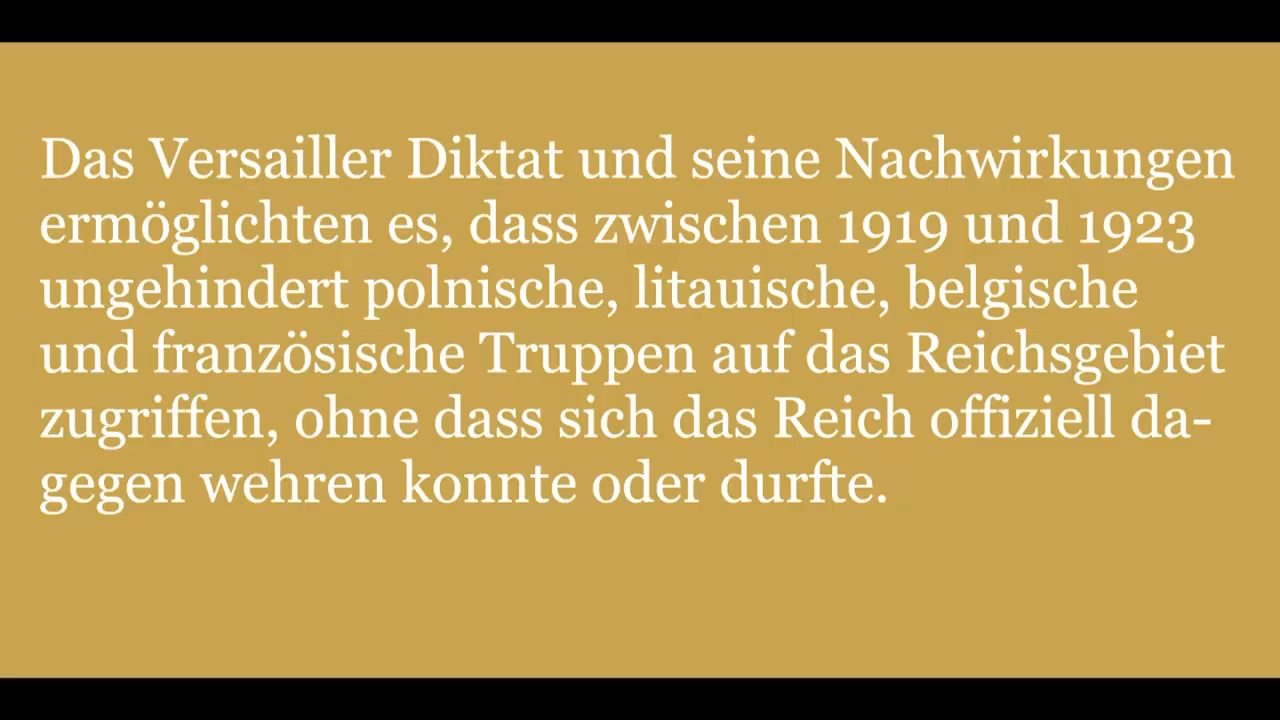 Das Versailler Diktat und seine Nachwirkungen
ermöglichten es, dass zwischen 1919 und 1923
ungehindert polnische, litauische, belgische
und französische Truppen auf das Reichsgebiet
zugriffen, ohne dass sich das Reich offiziell da-
gegen wehren konnte oder durfte.